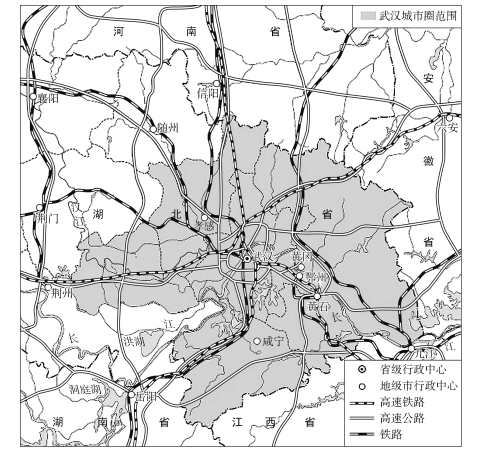 武汉城市圈范围
河 南 省
安
信阳
襄阳
随州
六安
徽
荆门
湖 北 省
孝感
省
武汉
黄冈
鄂州
荆州
黄石
长 江
长
洪湖
咸宁
九江
江
洞庭湖
岳阳
湖 南 省 江 西 省
省级行政中心
地级市行政中心
高速铁路
高速公路
铁路